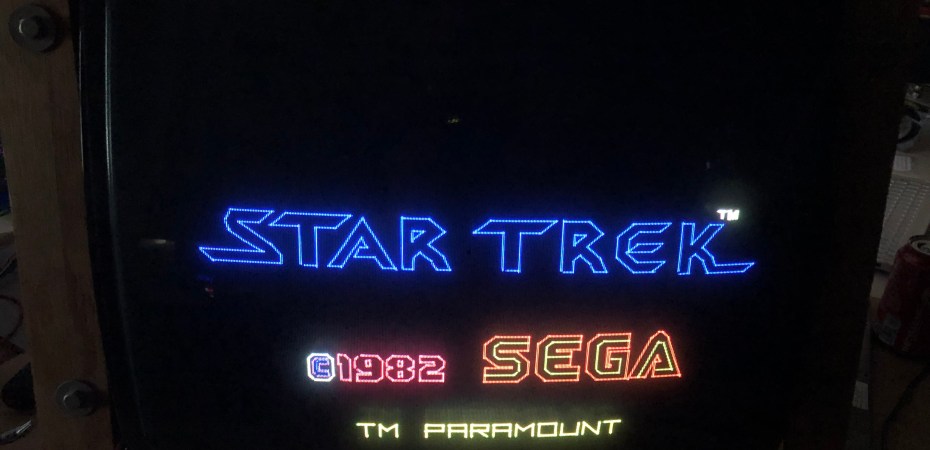 STAR TREK™
©1982 SEGA
TM PARAMOUNT